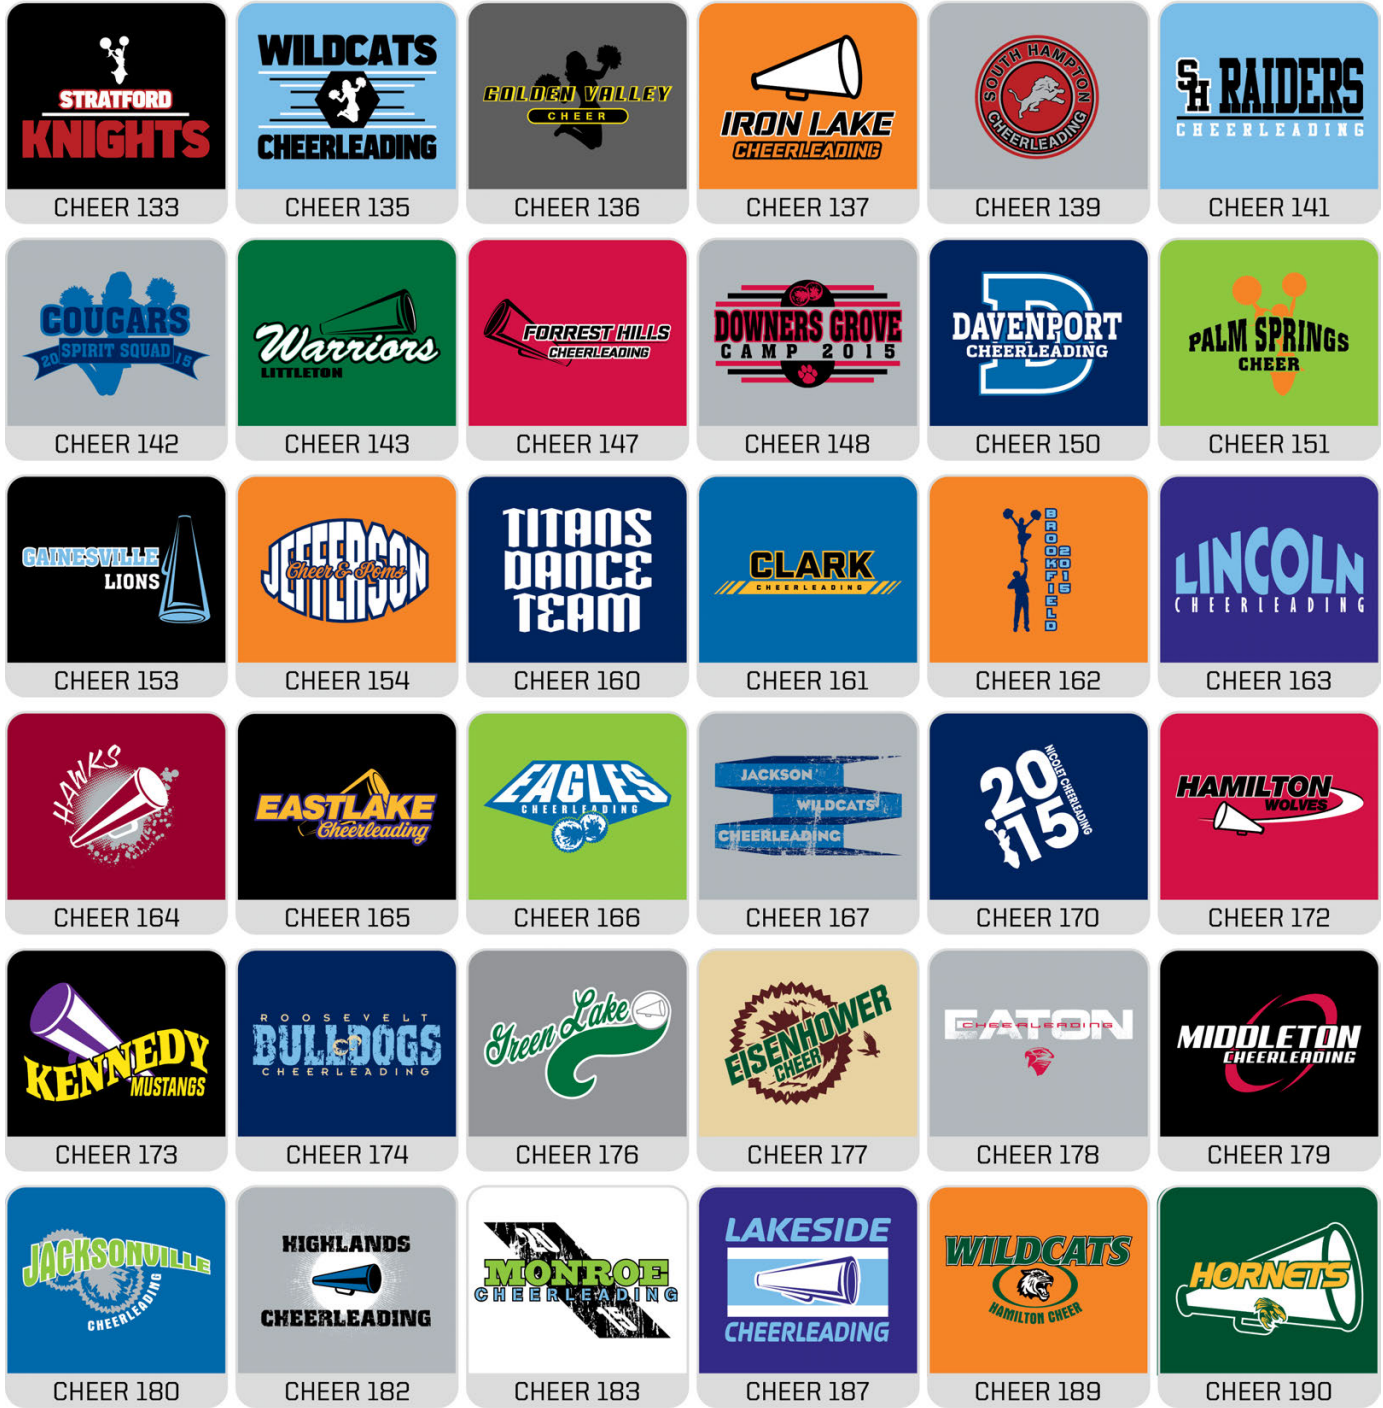 STRATFORD
KNIGHTS
CHEER 133
WILDCATS
CHEERLEADING
CHEER 135
GOLDEN VALLEY
CHEER
CHEER 136
IRON LAKE
CHEERLEADING
CHEER 137
SOUTH HAMPTON
CHEERLEADING
CHEER 139
SH RAIDERS
CHEERLEADING
CHEER 141
COUGARS
20 SPIRIT SQUAD 15
CHEER 142
Warriors
LITTLETON
CHEER 143
FORREST HILLS
CHEERLEADING
CHEER 147
DOWNERS GROVE
CAMP 2015
CHEER 148
D
DAVENPORT
CHEERLEADING
CHEER 150
PALM SPRINGS
CHEER
CHEER 151
GAINESVILLE
LIONS
CHEER 153
JEFFERSON
Cheer & Poms
CHEER 154
TITANS
DANCE
TEAM
CHEER 160
CLARK
CHEERLEADING
CHEER 161
BROOKFIELD
2015
CHEER 162
LINCOLN
CHEERLEADING
CHEER 163
HAWKS
CHEER 164
EASTLAKE
Cheerleading
CHEER 165
EAGLES
CHEERLEADING
CHEER 166
JACKSON
WILDCATS
CHEERLEADING
CHEER 167
20
15
NICOLET CHEERLEADING
CHEER 170
HAMILTON
WOLVES
CHEER 172
KENNEDY
MUSTANGS
CHEER 173
ROOSEVELT
BULLDOGS
CHEERLEADING
CHEER 174
Green Lake
CHEER 176
EISENHOWER
CHEER
CHEER 177
EATON
CHEERLEADING
CHEER 178
MIDDLETON
CHEERLEADING
CHEER 179
JACKSONVILLE
CHEERLEADING
CHEER 180
HIGHLANDS
CHEERLEADING
CHEER 182
20
MONROE
CHEERLEADING
15
CHEER 183
LAKESIDE
CHEERLEADING
CHEER 187
WILDCATS
HAMILTON CHEER
CHEER 189
HORNETS
CHEER 190